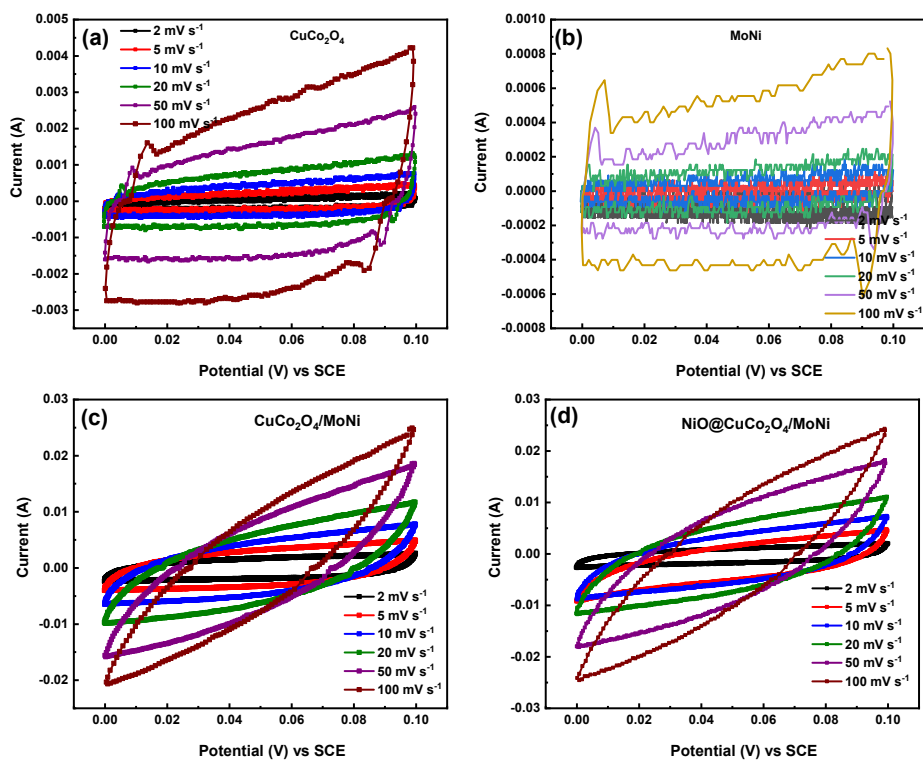 (a)
CuCo₂O₄
2 mV s⁻¹
5 mV s⁻¹
10 mV s⁻¹
20 mV s⁻¹
50 mV s⁻¹
100 mV s⁻¹
0.005
0.004
0.003
0.002
0.001
0.000
-0.001
-0.002
-0.003
Current (A)
0.00 0.02 0.04 0.06 0.08 0.10
Potential (V) vs SCE
(b)
MoNi
0.0010
0.0008
0.0006
0.0004
0.0002
0.0000
-0.0002
-0.0004
-0.0006
-0.0008
Current (A)
2 mV s⁻¹
5 mV s⁻¹
10 mV s⁻¹
20 mV s⁻¹
50 mV s⁻¹
100 mV s⁻¹
0.00 0.02 0.04 0.06 0.08 0.10
Potential (V) vs SCE
(c)
CuCo₂O₄/MoNi
0.03
0.02
0.01
0.00
-0.01
-0.02
Current (A)
2 mV s⁻¹
5 mV s⁻¹
10 mV s⁻¹
20 mV s⁻¹
50 mV s⁻¹
100 mV s⁻¹
0.00 0.02 0.04 0.06 0.08 0.10
Potential (V) vs SCE
(d)
NiO@CuCo₂O₄/MoNi
0.03
0.02
0.01
0.00
-0.01
-0.02
-0.03
Current (A)
2 mV s⁻¹
5 mV s⁻¹
10 mV s⁻¹
20 mV s⁻¹
50 mV s⁻¹
100 mV s⁻¹
0.00 0.02 0.04 0.06 0.08 0.10
Potential (V) vs SCE